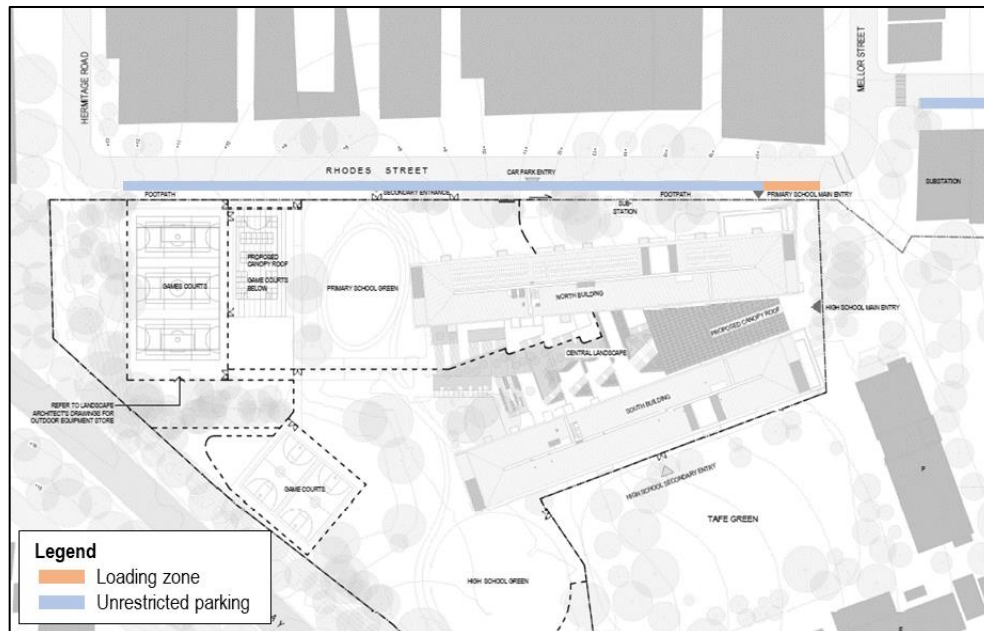 HERMITAGE ROAD
MELLOR STREET
RHODES STREET
CAR PARK ENTRY
FOOTPATH
SECONDARY ENTRANCE
FOOTPATH
PRIMARY SCHOOL MAIN ENTRY
SUBSTATION
SUB-
STATION
PROPOSED
CANOPY ROOF
GAME COURTS
BELOW
GAMES COURTS
PRIMARY SCHOOL GREEN
NORTH BUILDING
HIGH SCHOOL MAIN ENTRY
PROPOSED CANOPY ROOF
CENTRAL LANDSCAPE
SOUTH BUILDING
REFER TO LANDSCAPE
ARCHITECT'S DRAWINGS FOR
OUTDOOR EQUIPMENT STORE
GAME COURTS
HIGH SCHOOL SECONDARY ENTRY
P
TAFE GREEN
HIGH SCHOOL GREEN
Legend
Loading zone
Unrestricted parking